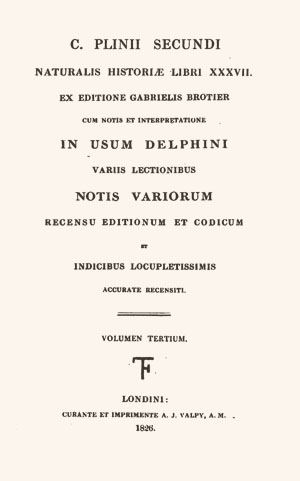 C. PLINII SECUNDI
NATURALIS HISTORIÆ LIBRI XXXVII.
EX EDITIONE GABRIELIS BROTIER
CUM NOTIS ET INTERPRETATIONE
IN USUM DELPHINI
VARIIS LECTIONIBUS
NOTIS VARIORUM
RECENSU EDITIONUM ET CODICUM
ET
INDICIBUS LOCUPLETISSIMIS
ACCURATE RECENSITI.
VOLUMEN TERTIUM.
LONDINI:
CURANTE ET IMPRIMENTE A. J. VALPY, A. M.
1826.